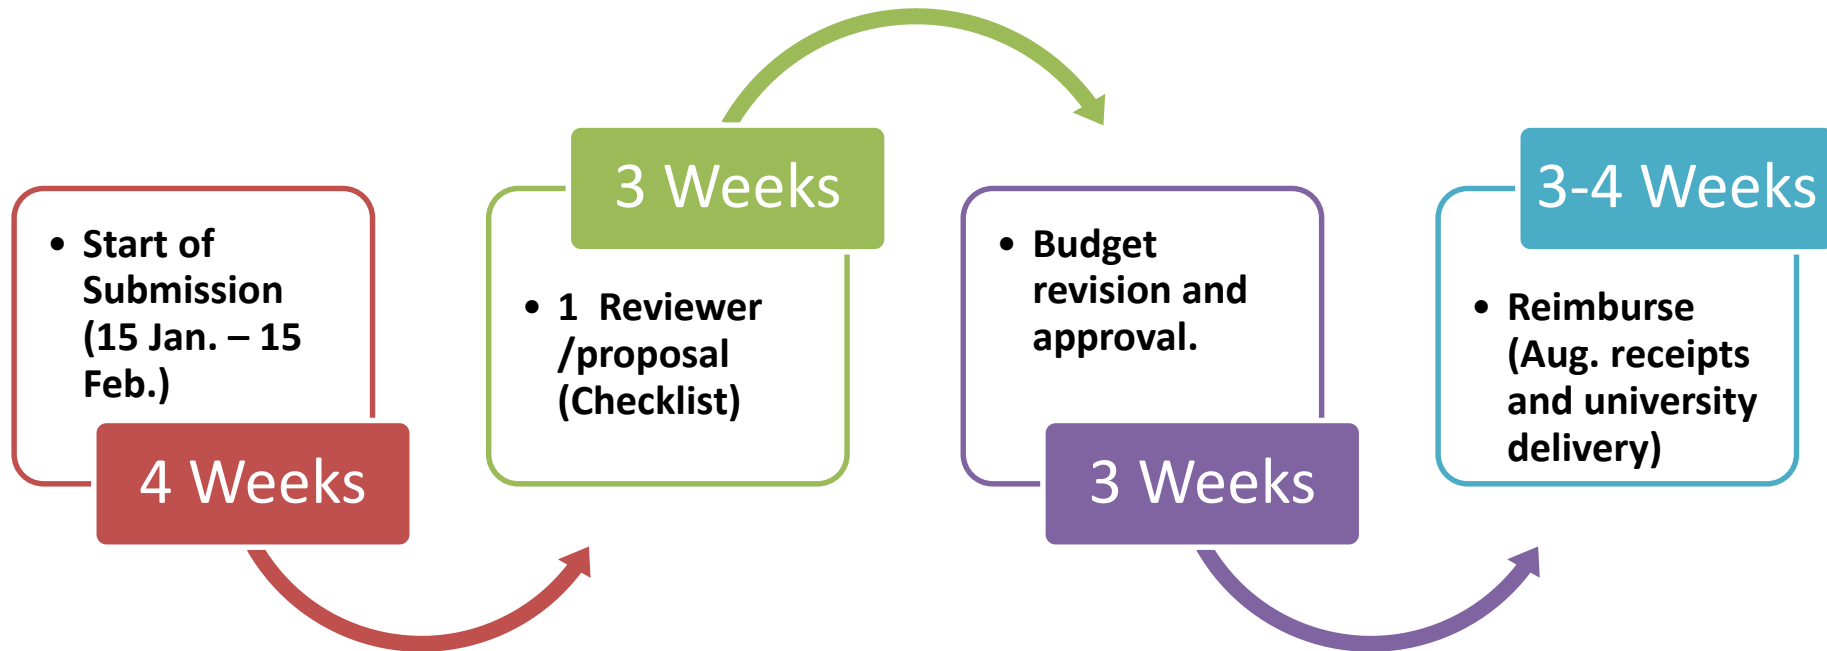 • Start of
Submission
(15 Jan. – 15
Feb.)
4 Weeks
3 Weeks
• 1  Reviewer
/proposal
(Checklist)
• Budget
revision and
approval.
3 Weeks
3-4 Weeks
• Reimburse
(Aug. receipts
and university
delivery)